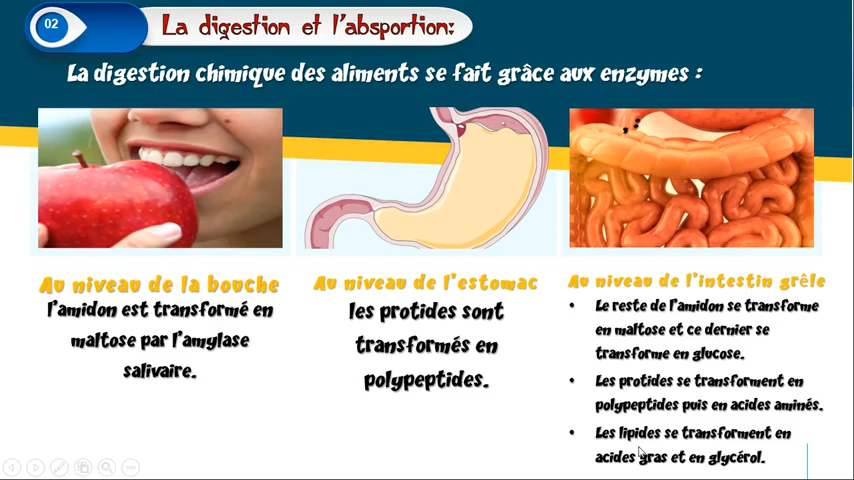 02
La digestion et l'absportion:
La digestion chimique des aliments se fait grâce aux enzymes :
Au niveau de la bouche
l'amidon est transformé en
maltose par l'amylase
salivaire.
Au niveau de l'estomac
les protides sont
transformés en
polypeptides.
Au niveau de l'intestin grêle
• Le reste de l'amidon se transforme
en maltose et ce dernier se
transforme en glucose.
• Les protides se transforment en
polypeptides puis en acides aminés.
• Les lipides se transforment en
acides gras et en glycérol.